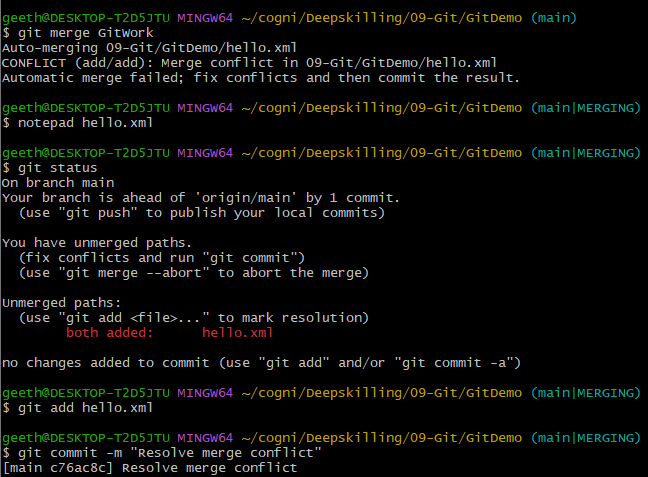 geeth@DESKTOP-T2D5JTU MINGW64 ~/cogni/Deepskilling/09-Git/GitDemo (main)
$ git merge GitWork
Auto-merging 09-Git/GitDemo/hello.xml
CONFLICT (add/add): Merge conflict in 09-Git/GitDemo/hello.xml
Automatic merge failed; fix conflicts and then commit the result.

geeth@DESKTOP-T2D5JTU MINGW64 ~/cogni/Deepskilling/09-Git/GitDemo (main|MERGING)
$ notepad hello.xml

geeth@DESKTOP-T2D5JTU MINGW64 ~/cogni/Deepskilling/09-Git/GitDemo (main|MERGING)
$ git status
On branch main
Your branch is ahead of 'origin/main' by 1 commit.
  (use "git push" to publish your local commits)

You have unmerged paths.
  (fix conflicts and run "git commit")
  (use "git merge --abort" to abort the merge)

Unmerged paths:
  (use "git add <file>..." to mark resolution)
        both added:      hello.xml

no changes added to commit (use "git add" and/or "git commit -a")

geeth@DESKTOP-T2D5JTU MINGW64 ~/cogni/Deepskilling/09-Git/GitDemo (main|MERGING)
$ git add hello.xml

geeth@DESKTOP-T2D5JTU MINGW64 ~/cogni/Deepskilling/09-Git/GitDemo (main|MERGING)
$ git commit -m "Resolve merge conflict"
[main c76ac8c] Resolve merge conflict